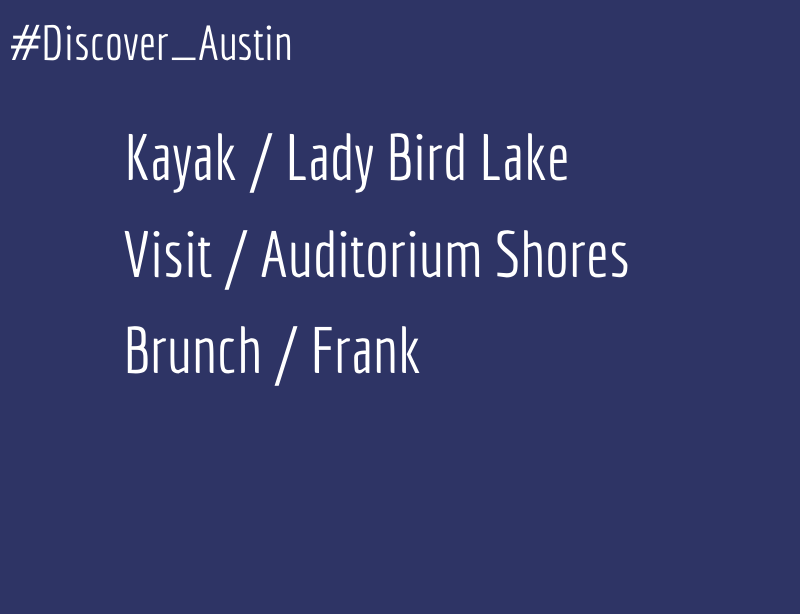 #Discover_Austin
Kayak / Lady Bird Lake
Visit / Auditorium Shores
Brunch / Frank